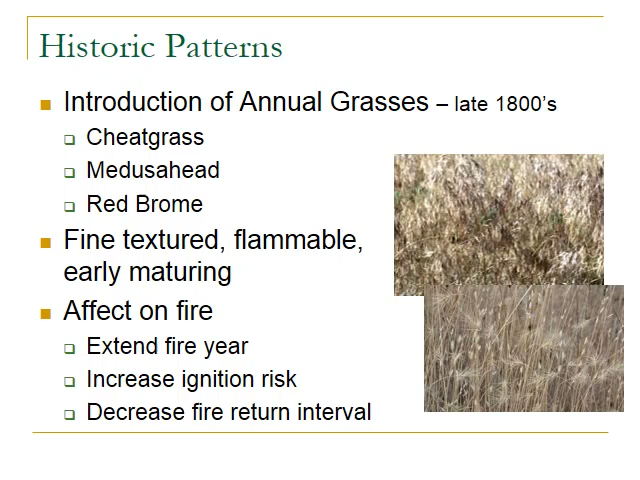 Historic Patterns
Introduction of Annual Grasses – late 1800’s
Cheatgrass
Medusahead
Red Brome
Fine textured, flammable,
early maturing
Affect on fire
Extend fire year
Increase ignition risk
Decrease fire return interval